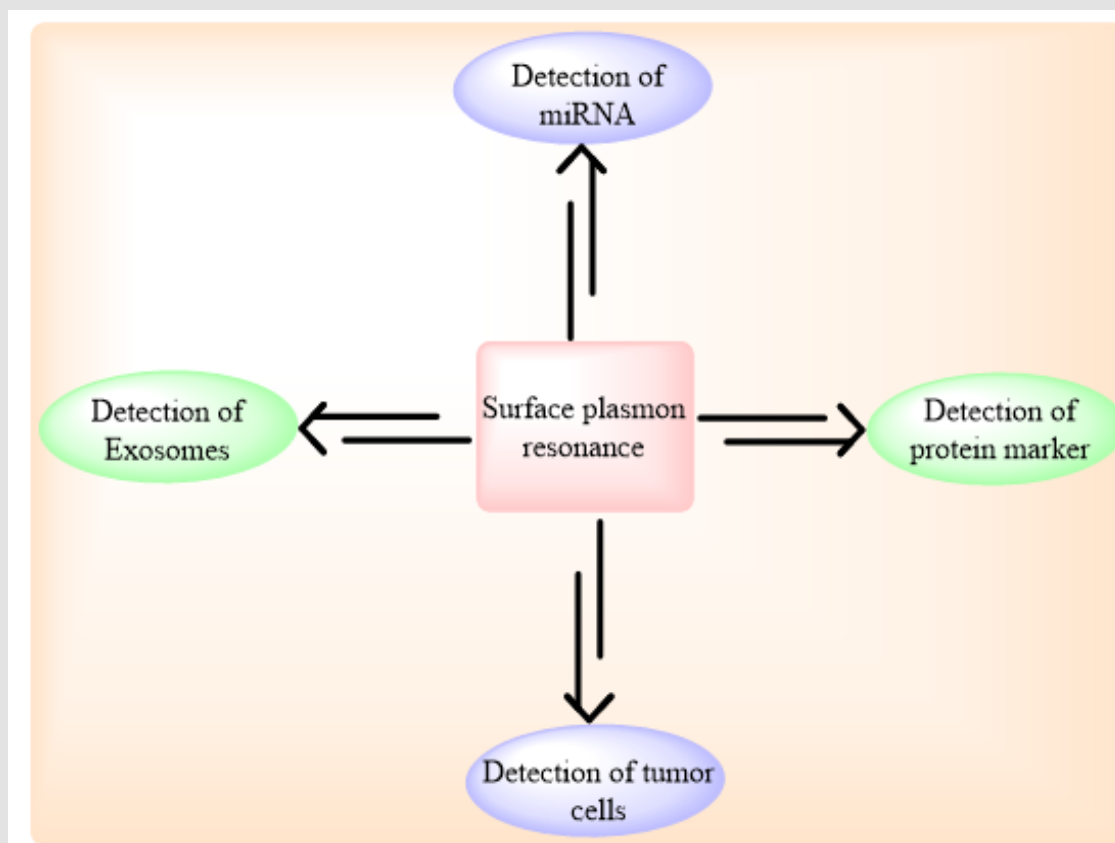 Detection of
miRNA
Detection of
Exosomes
Surface plasmon
resonance
Detection of
protein marker
Detection of tumor
cells